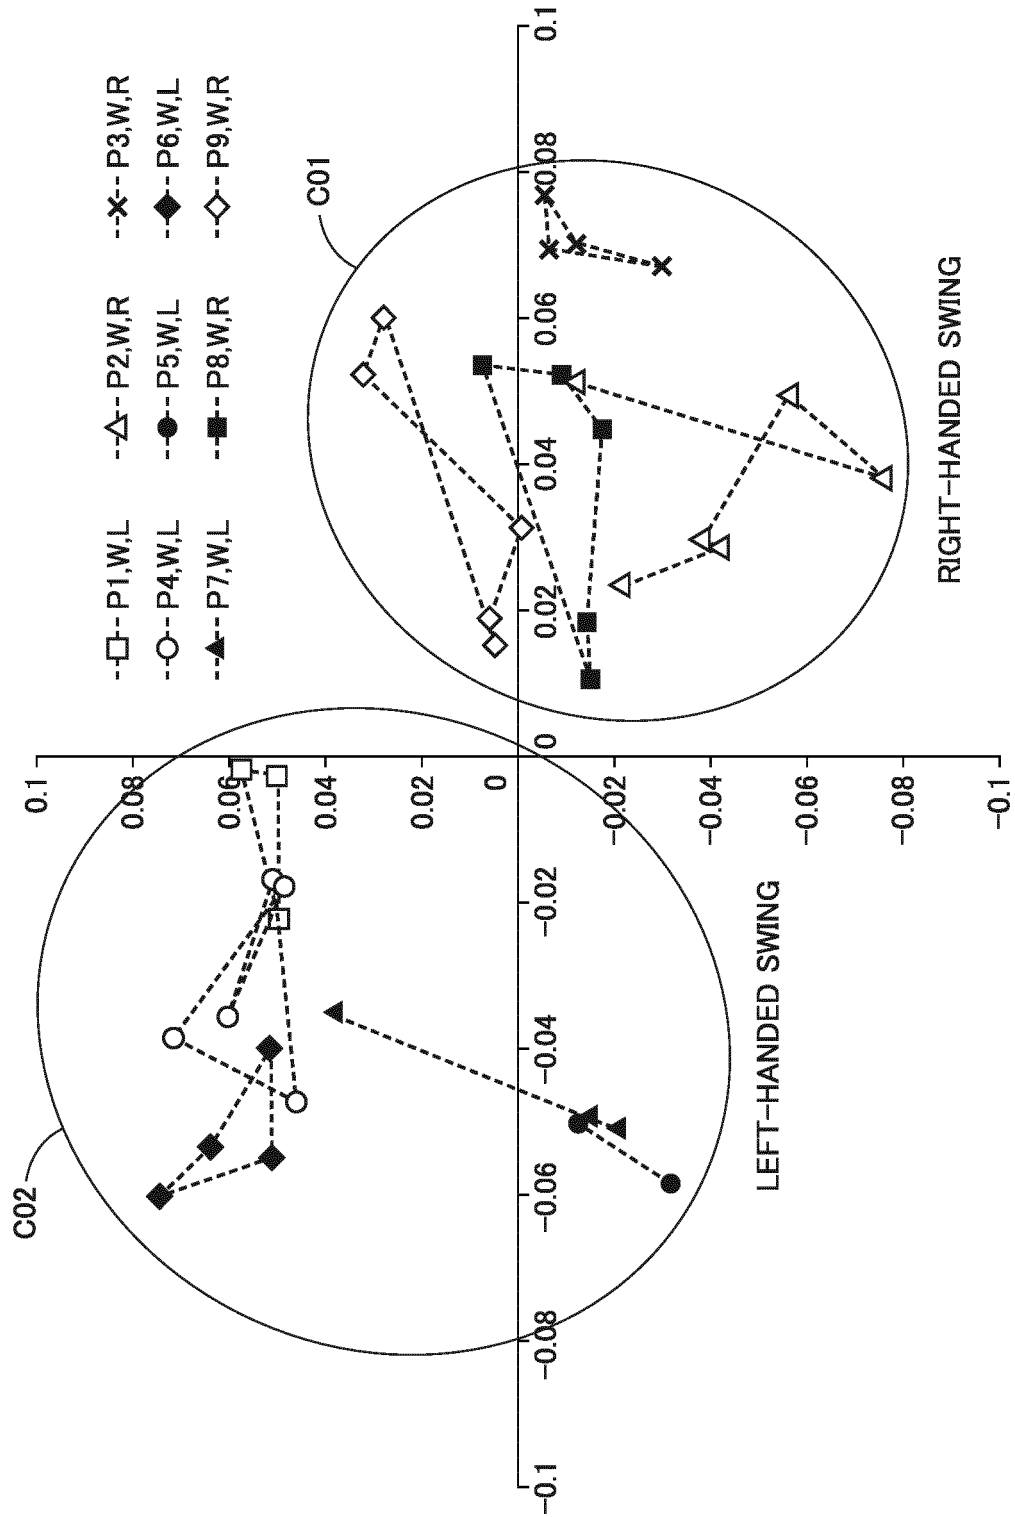 P1,W,L
P2,W,R
P3,W,R
P4,W,L
P5,W,L
P6,W,L
P7,W,L
P8,W,R
P9,W,R
C02
C01
0.1
0.08
0.06
0.04
0.02
0
−0.02
−0.04
−0.06
−0.08
−0.1
−0.1
−0.08
−0.06
−0.04
−0.02
0
0.02
0.04
0.06
0.08
0.1
LEFT−HANDED SWING
RIGHT−HANDED SWING